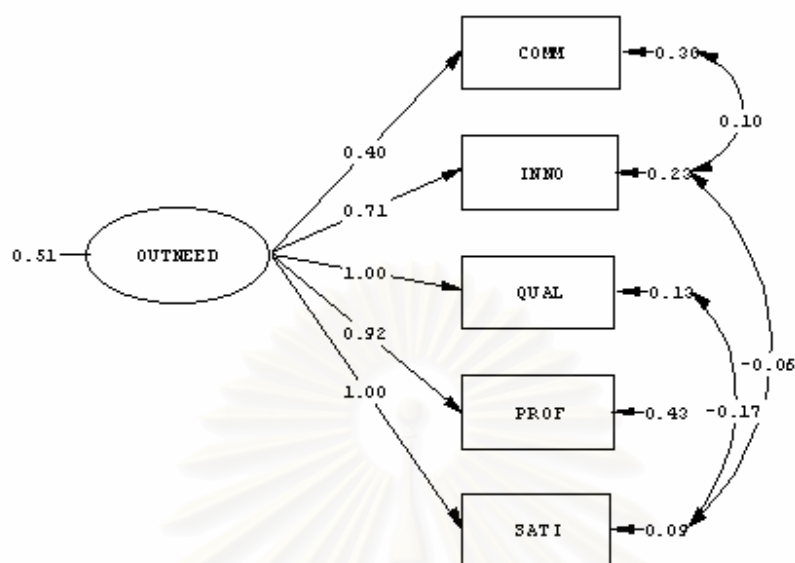 COMM
0.30
0.10
0.40
INNO
0.23
0.71
0.51
OUTNEED
1.00
QUAL
0.13
0.92
-0.06
1.00
PROF
0.43
-0.17
SATI
0.09